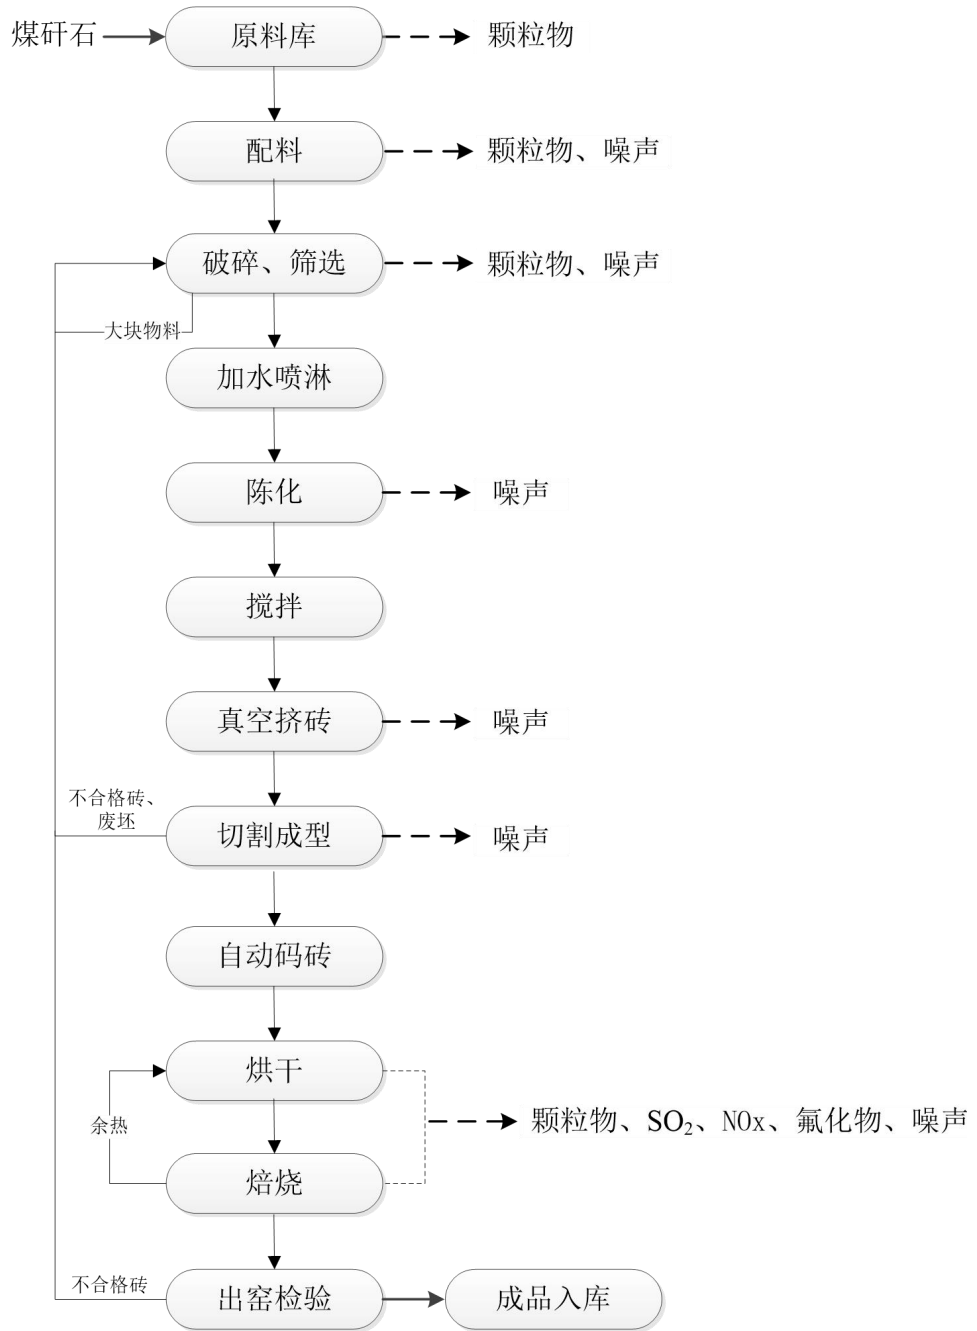 煤矸石 原料库 颗粒物
配料 颗粒物、噪声
破碎、筛选 颗粒物、噪声
大块物料
加水喷淋
陈化 噪声
搅拌
真空挤砖 噪声
不合格砖、
废坯
切割成型 噪声
自动码砖
烘干
余热
颗粒物、SO₂、NOx、氟化物、噪声
焙烧
不合格砖
出窑检验 成品入库